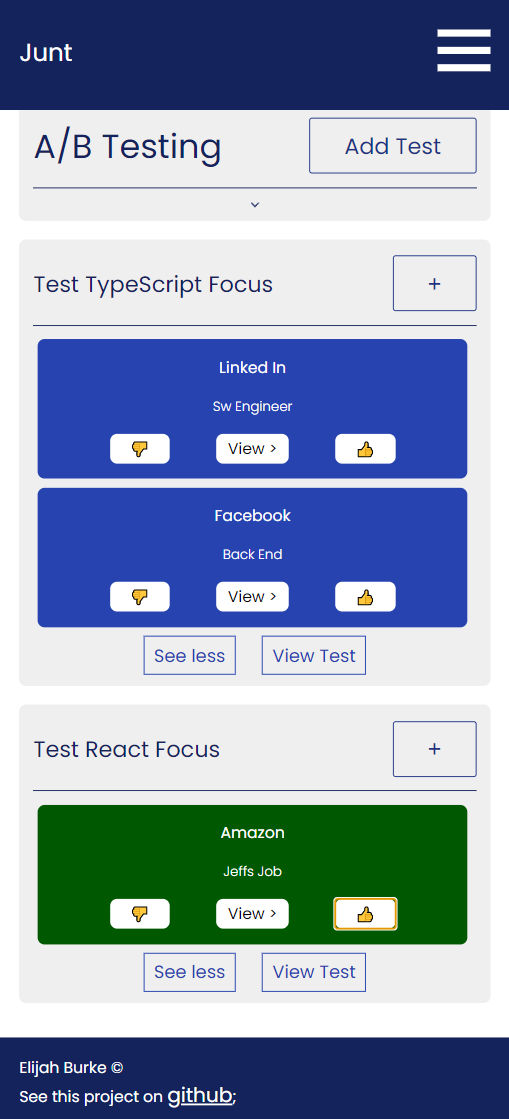 Junt
A/B Testing
Add Test
Test TypeScript Focus
+
Linked In
Sw Engineer
View >
Facebook
Back End
View >
See less
View Test
Test React Focus
+
Amazon
Jeffs Job
View >
See less
View Test
Elijah Burke ©
See this project on github;